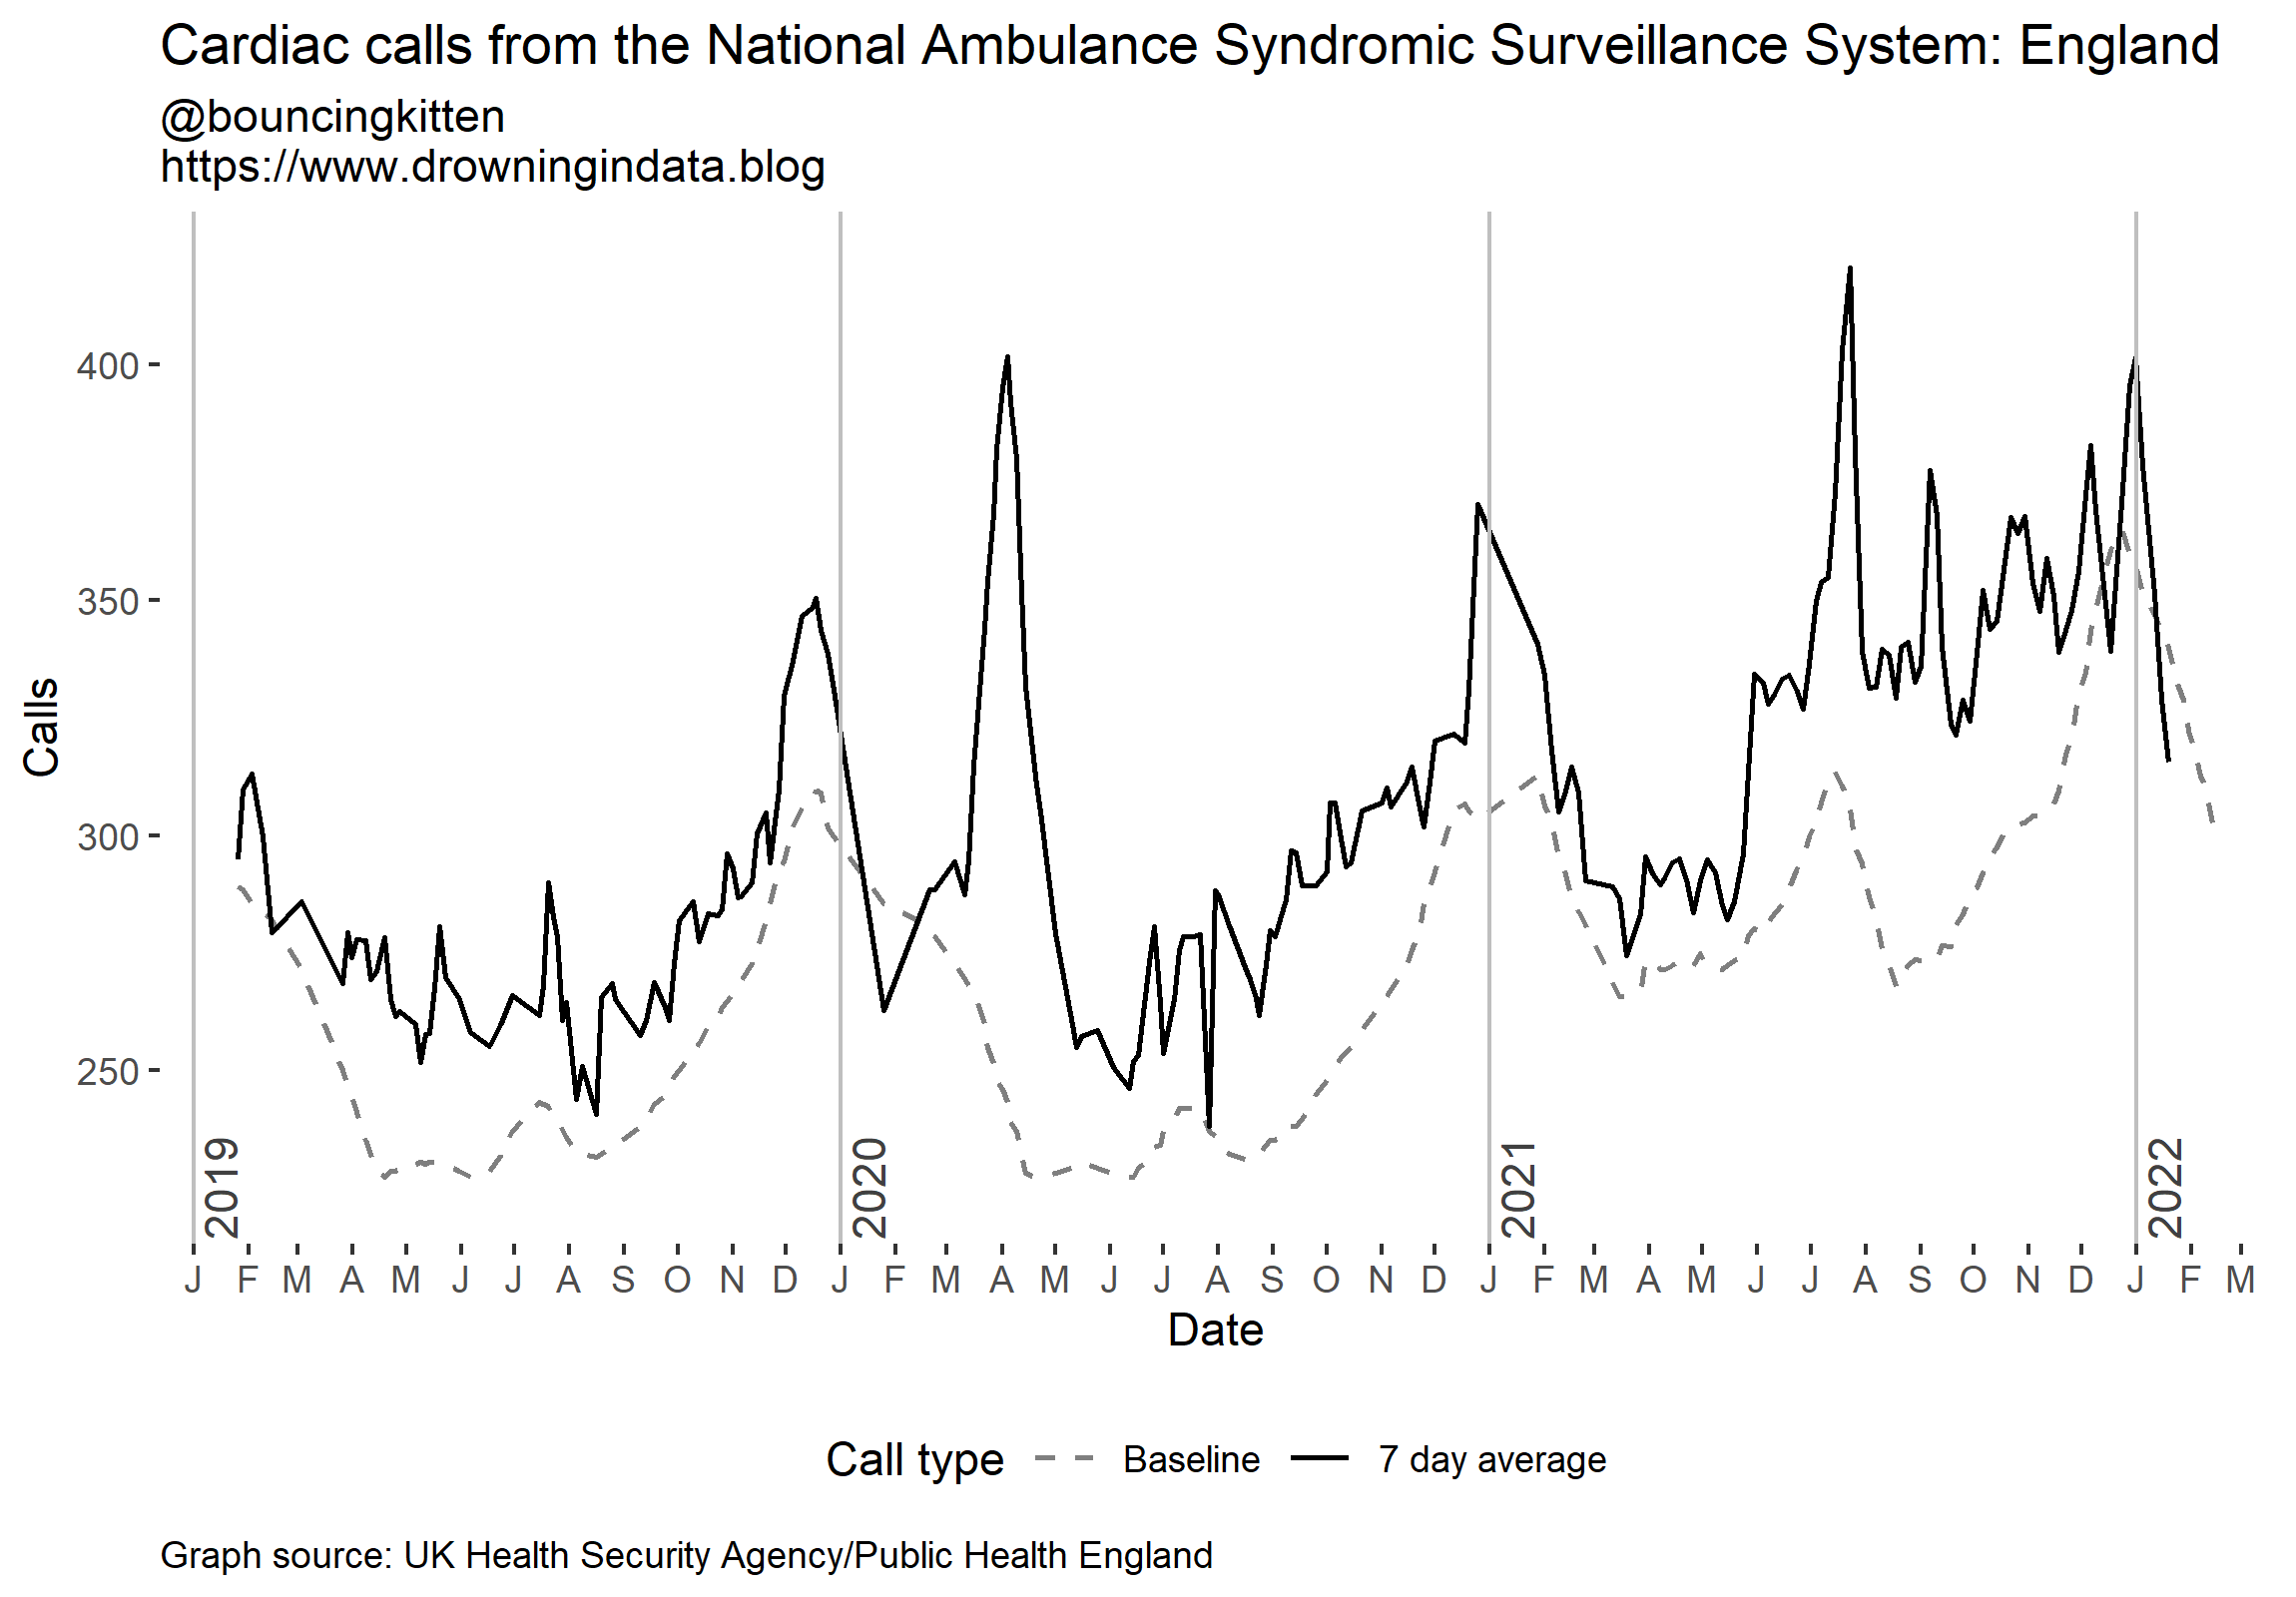 Cardiac calls from the National Ambulance Syndromic Surveillance System: England
@bouncingkitten
https://www.drowningindata.blog
Calls
400
350
300
250
2019
2020
2021
2022
J F M A M J J A S O N D J F M A M J J A S O N D J F M A M J J A S O N D J F M
Date
Call type Baseline 7 day average
Graph source: UK Health Security Agency/Public Health England